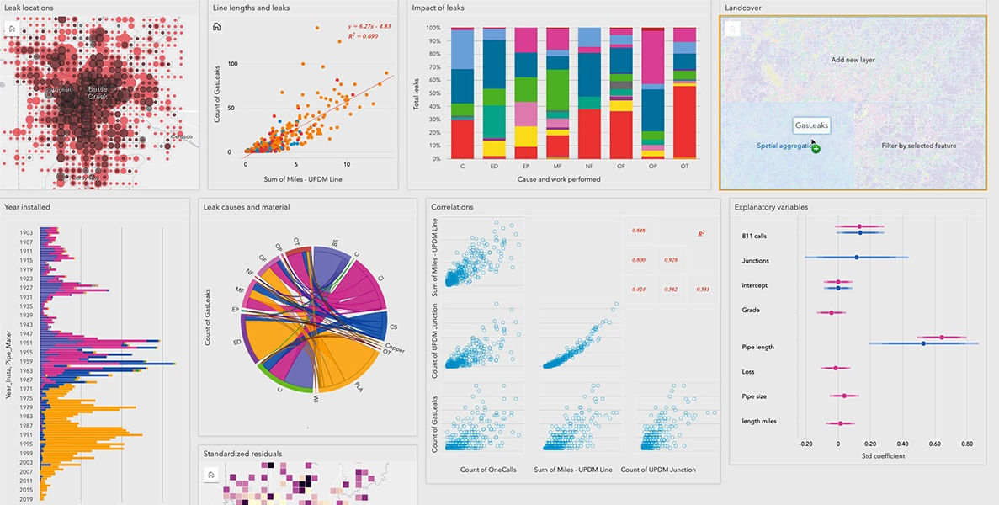 Leak locations
Springfield
Battle
Creek
Ceresco
Line lengths and leaks
y = 6.27x - 4.83
R² = 0.690
Count of GasLeaks
100
50
0
0
5
10
Sum of Miles - UPDM Line
Impact of leaks
Total leaks
100%
90%
80%
70%
60%
50%
40%
30%
20%
10%
0%
C ED EP MF NF OF OP OT
Cause and work performed
Landcover
Add new layer
GasLeaks
Spatial aggregatio
Filter by selected feature
Year installed
Year_Insta, Pipe_Mater
1903
1907
1911
1915
1919
1923
1927
1931
1935
1939
1943
1947
1951
1955
1959
1963
1967
1971
1975
1979
1983
1987
1991
1995
1999
2003
2007
2011
2015
2019
Leak causes and material
Count of GasLeaks
BS
C
CI
CS
Copper
OT
PLA
WI
C
ED
EP
MF
NF
OF
OP
OT
Standardized residuals
Correlations
Sum of Miles - UPDM Line
Count of UPDM Junction
Count of GasLeaks
0.646
R²
0.600 0.926
0.424 0.562 0.555
Count of OneCalls
Sum of Miles - UPDM Line
Count of UPDM Junction
Explanatory variables
811 calls
Junctions
intercept
Grade
Pipe length
Loss
Pipe size
length miles
-0.20 0 0.20 0.40 0.60 0.80
Std coefficient